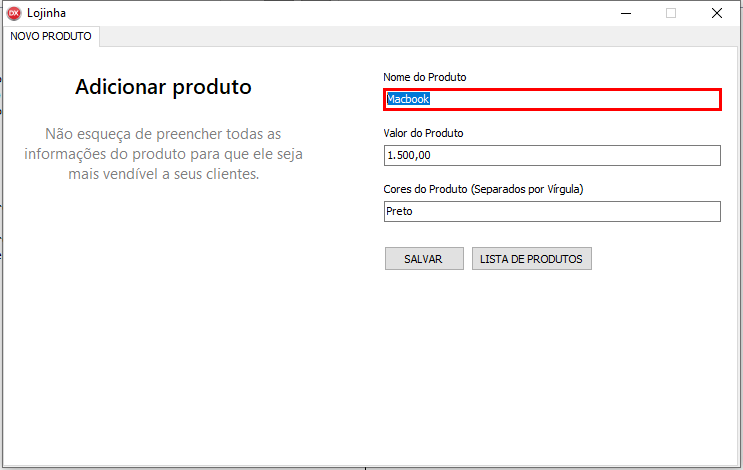 DX Lojinha
NOVO PRODUTO
Adicionar produto
Não esqueça de preencher todas as
informações do produto para que ele seja
mais vendível a seus clientes.
Nome do Produto
Macbook
Valor do Produto
1.500,00
Cores do Produto (Separados por Vírgula)
Preto
SALVAR LISTA DE PRODUTOS